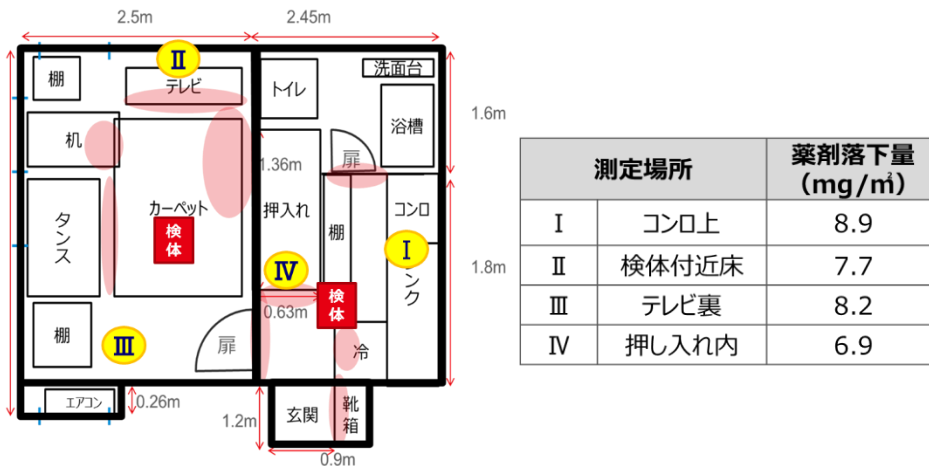 2.5m
2.45m
棚
Ⅱ
テレビ
トイレ
洗面台
浴槽
机
1.6m
1.36m
扉
カーペット
押入れ
棚
コンロ
タンス
検体
Ⅰ
ンク
Ⅳ
1.8m
検体
0.63m
棚
Ⅲ
扉
冷
エアコン
0.26m
1.2m
玄関
靴箱
0.9m
測定場所 薬剤落下量
(mg/㎡)
Ⅰ コンロ上 8.9
Ⅱ 検体付近床 7.7
Ⅲ テレビ裏 8.2
Ⅳ 押し入れ内 6.9